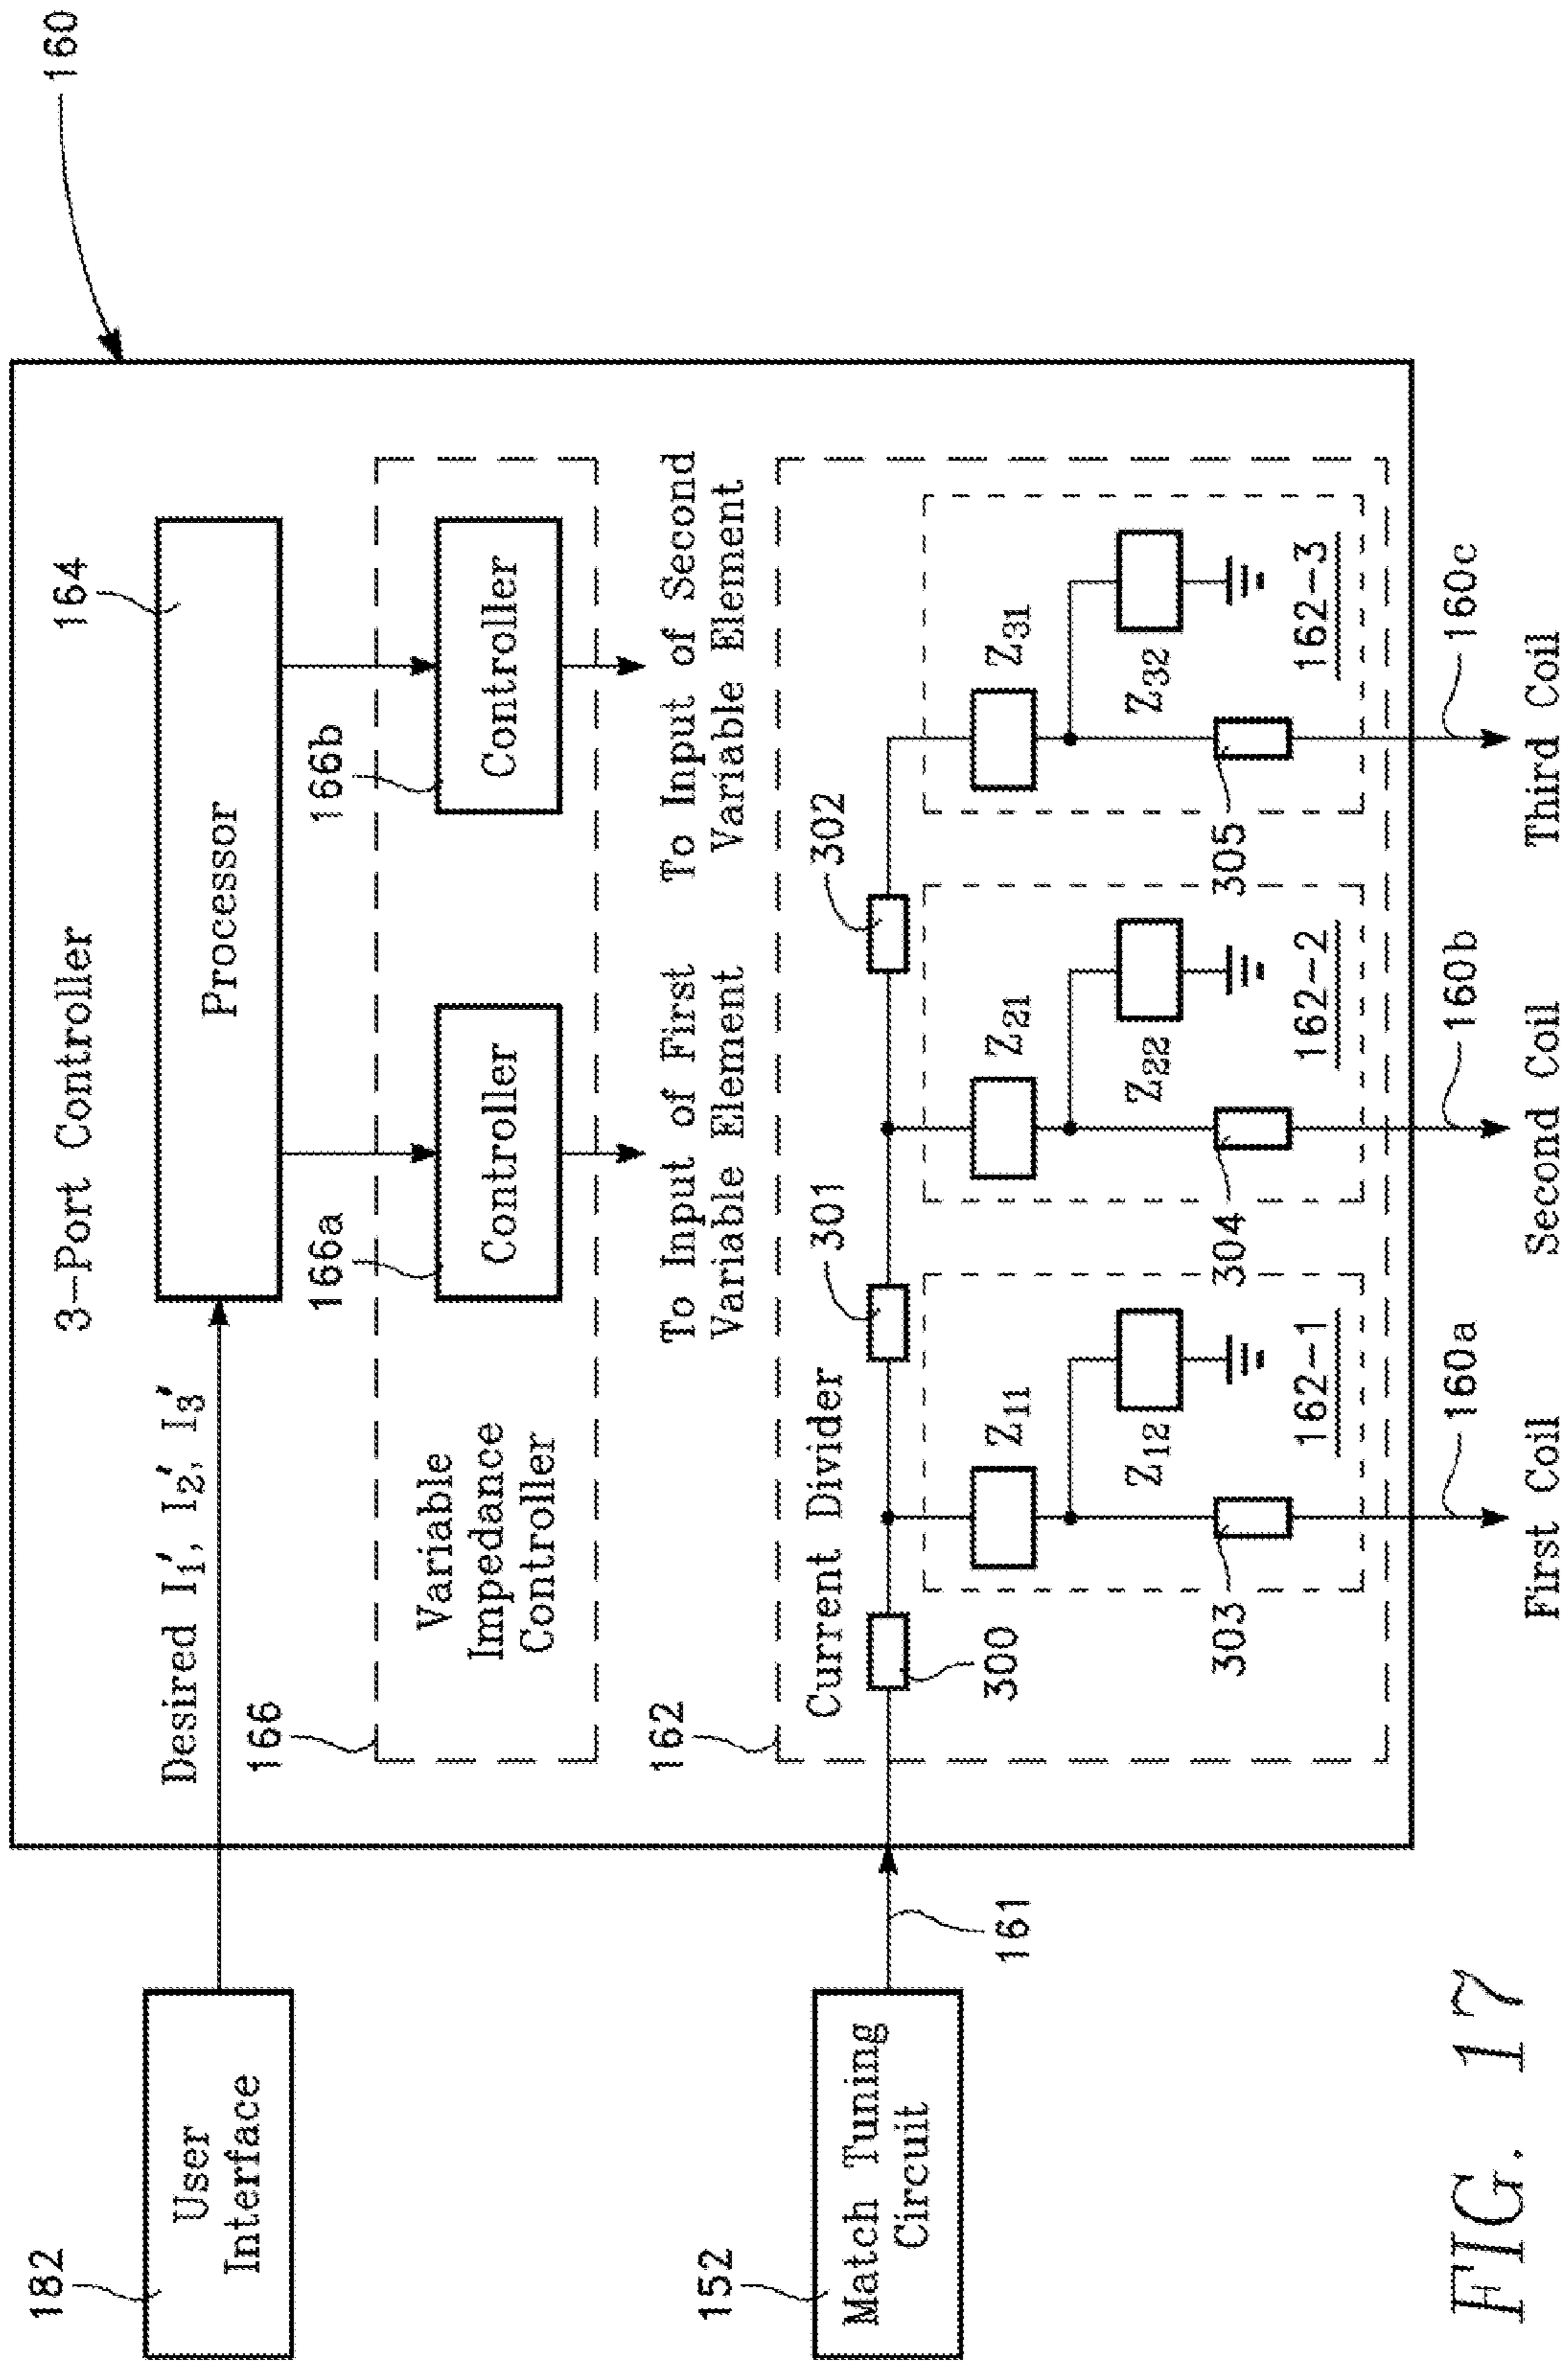 160
3-Port Controller
164
Processor
Desired I₁', I₂', I₃'
182
User
Interface
166
Variable
Impedance
Controller
166a
Controller
166b
Controller
To Input of First
Variable Element
To Input of Second
Variable Element
162
Current Divider
152
Match Tuning
Circuit
161
300
301
302
Z₁₁
Z₁₂
303
162-1
Z₂₁
Z₂₂
304
162-2
Z₃₁
Z₃₂
305
162-3
160a
160b
160c
First Coil
Second Coil
Third Coil
FIG. 17